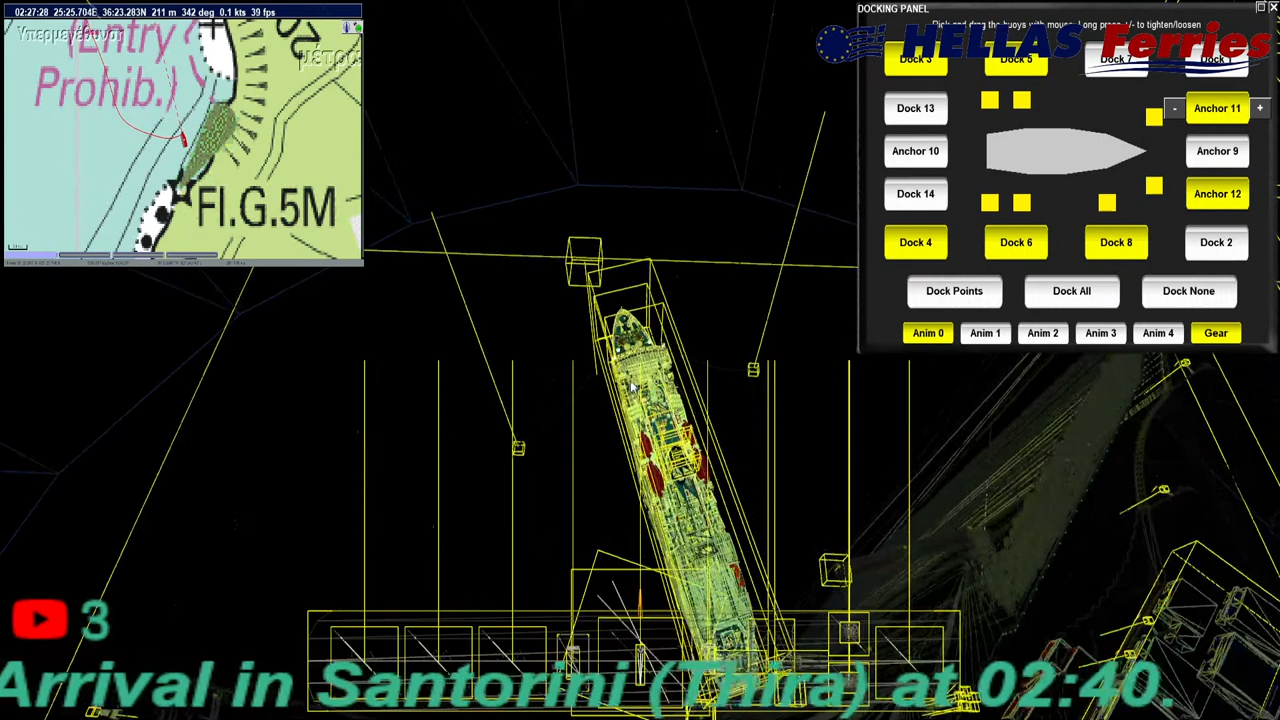 02:27:28 25:25.704E, 36:23.283N 211 m 342 deg 0.1 kts 39 fps
(Entry
Prohib.)
20
Fl.G.5M
DOCKING PANEL
HELLAS Ferries
Dock 3
Dock 5
Dock 7
Dock 1
Dock 13
- Anchor 11 +
Anchor 10
Anchor 9
Dock 14
Anchor 12
Dock 4
Dock 6
Dock 8
Dock 2
Dock Points
Dock All
Dock None
Anim 0
Anim 1
Anim 2
Anim 3
Anim 4
Gear
3
Arrival in Santorini (Thira) at 02:40.